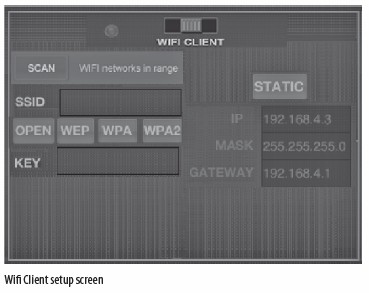 WIFI CLIENT
SCAN WIFI networks in range
STATIC
SSID
IP 192.168.4.3
OPEN WEP WPA WPA2
MASK 255.255.255.0
KEY
GATEWAY 192.168.4.1
Wifi Client setup screen